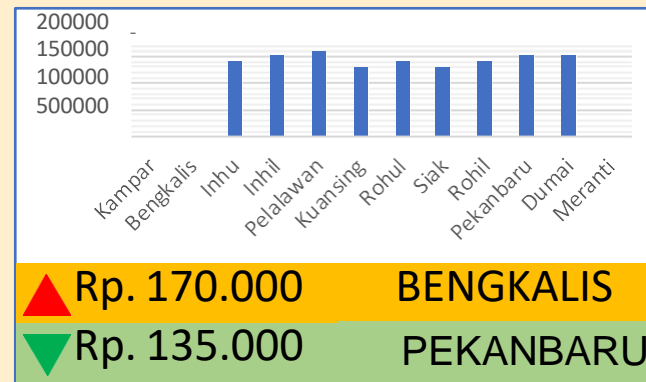 200000
150000
100000
500000
Kampar
Bengkalis
Inhu
Inhil
Pelalawan
Kuansing
Rohul
Siak
Rohil
Pekanbaru
Dumai
Meranti
Rp. 170.000 BENGKALIS
Rp. 135.000 PEKANBARU